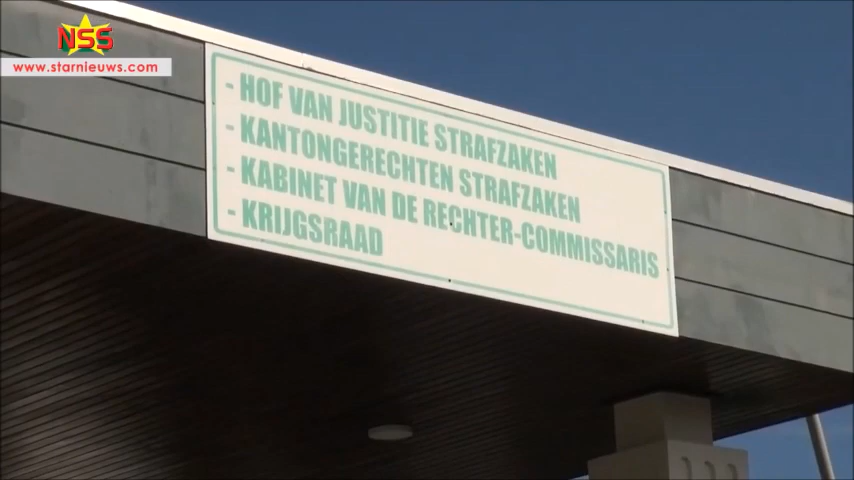 NSS
www.starnieuws.com
- HOF VAN JUSTITIE STRAFZAKEN
- KANTONGERECHTEN STRAFZAKEN
- KABINET VAN DE RECHTER-COMMISSARIS
- KRIJGSRAAD